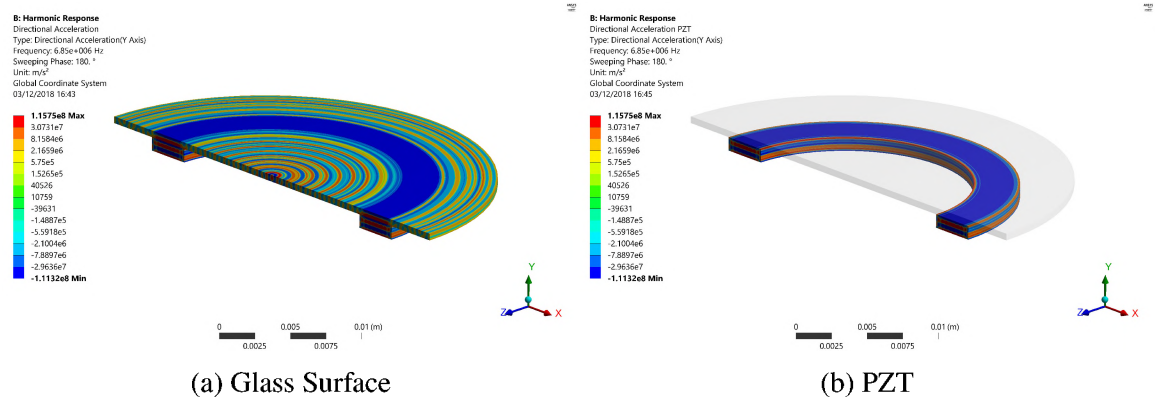 B: Harmonic Response
Directional Acceleration
Type: Directional Acceleration(Y Axis)
Frequency: 6.85e+006 Hz
Sweeping Phase: 180. °
Unit: m/s²
Global Coordinate System
03/12/2018 16:43
1.1575e8 Max
3.0731e7
8.1584e6
2.1659e6
5.75e5
1.5265e5
40526
10759
-39631
-1.4887e5
-5.5918e5
-2.1004e6
-7.8897e6
-2.9636e7
-1.1132e8 Min
Y
Z
X
0
0.005
0.01 (m)
0.0025
0.0075
(a) Glass Surface
B: Harmonic Response
Directional Acceleration PZT
Type: Directional Acceleration(Y Axis)
Frequency: 6.85e+006 Hz
Sweeping Phase: 180. °
Unit: m/s²
Global Coordinate System
03/12/2018 16:45
1.1575e8 Max
3.0731e7
8.1584e6
2.1659e6
5.75e5
1.5265e5
40526
10759
-39631
-1.4887e5
-5.5918e5
-2.1004e6
-7.8897e6
-2.9636e7
-1.1132e8 Min
Y
Z
X
0
0.005
0.01 (m)
0.0025
0.0075
(b) PZT